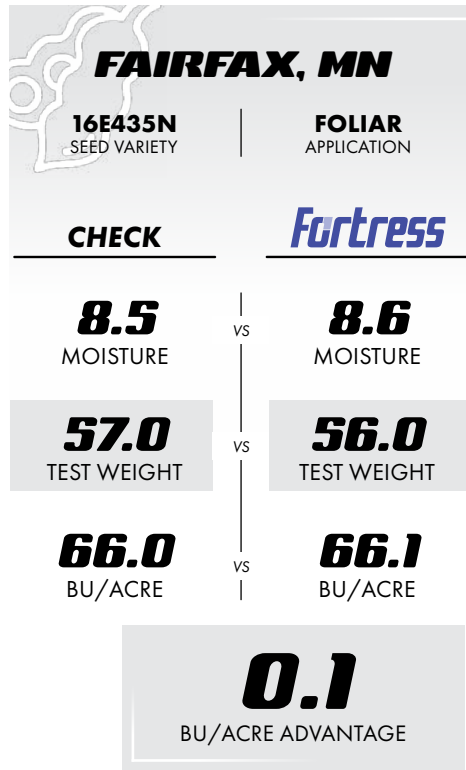 FAIRFAX, MN
16E435N
SEED VARIETY
FOLIAR
APPLICATION
CHECK
Fortress
8.5
MOISTURE
vs
8.6
MOISTURE
57.0
TEST WEIGHT
vs
56.0
TEST WEIGHT
66.0
BU/ACRE
vs
66.1
BU/ACRE
0.1
BU/ACRE ADVANTAGE